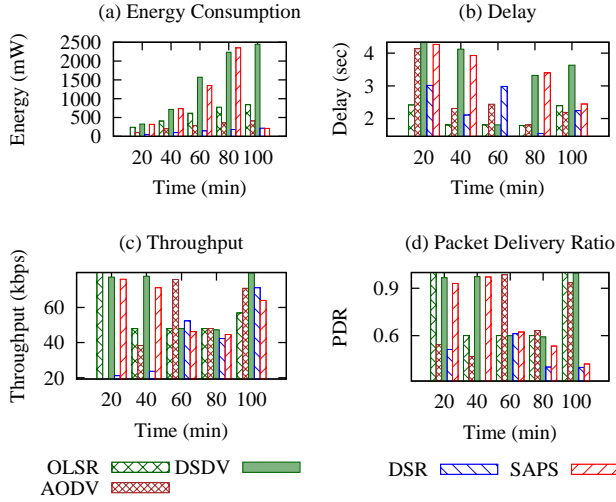 (a) Energy Consumption
Energy (mW)
2500
2000
1500
1000
500
0
20 40 60 80 100
Time (min)
(b) Delay
Delay (sec)
4
3
2
20 40 60 80 100
Time (min)
(c) Throughput
Throughput (kbps)
60
40
20
20 40 60 80 100
Time (min)
(d) Packet Delivery Ratio
PDR
0.9
0.6
20 40 60 80 100
Time (min)
OLSR DSDV
AODV
DSR SAPS